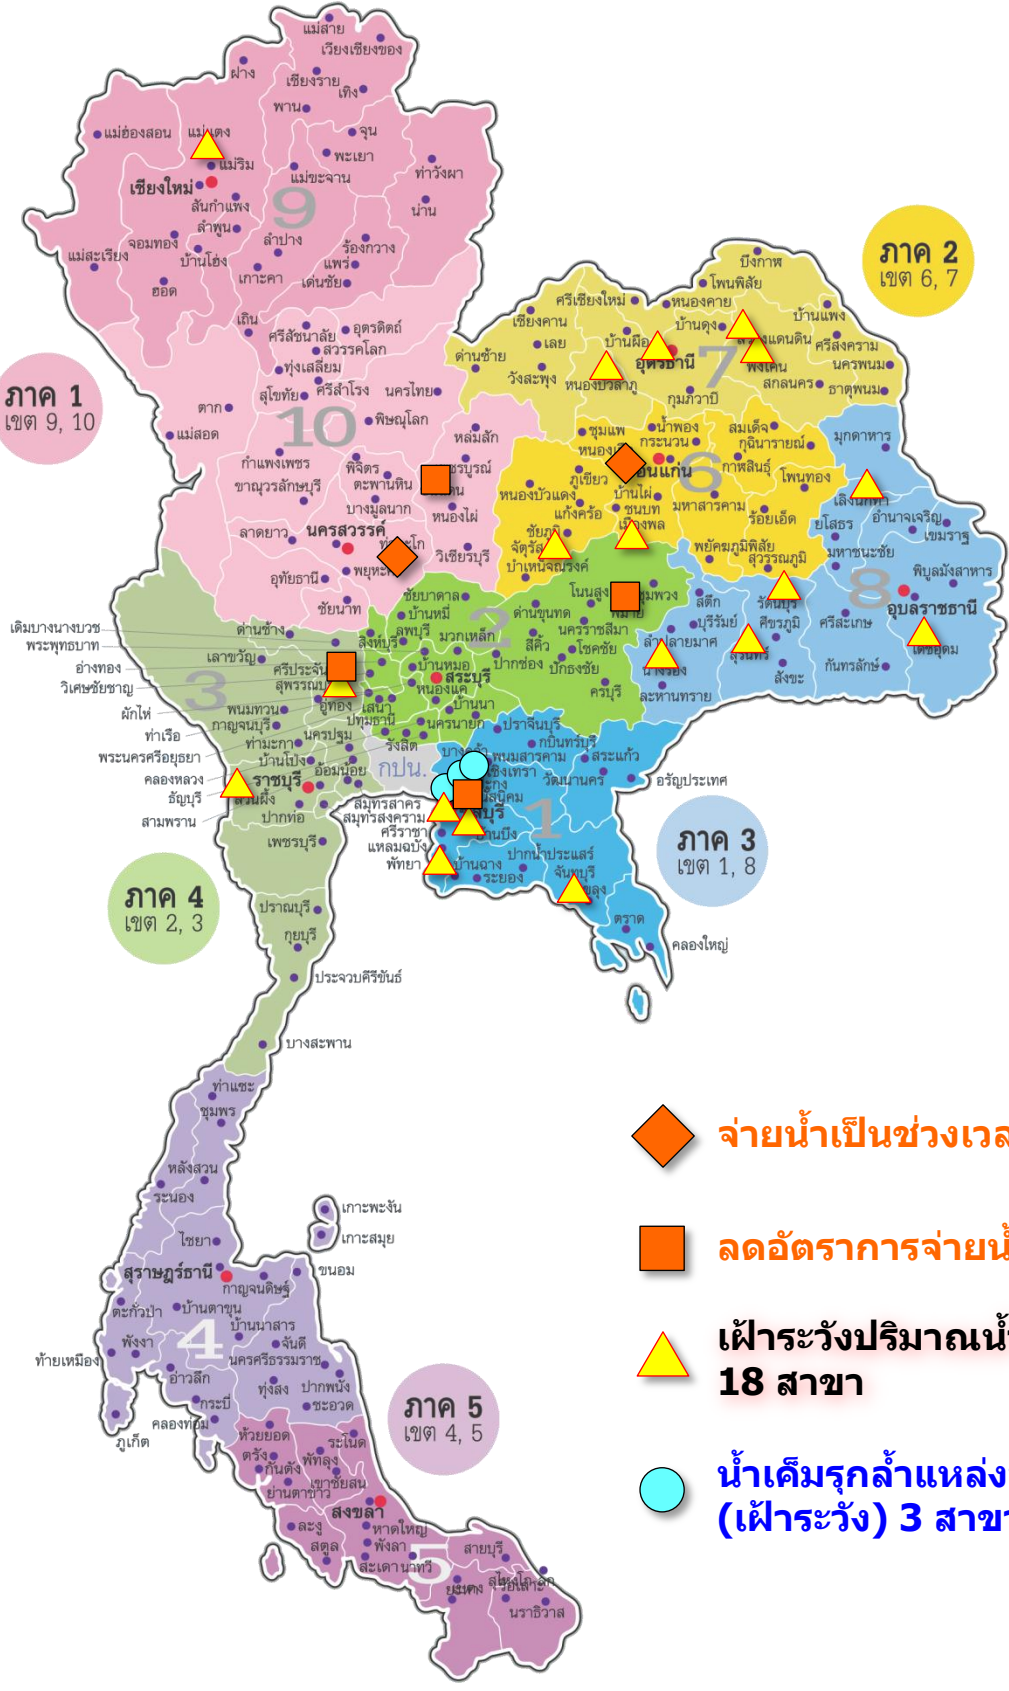 แม่สาย
เวียงเชียงของ
ฝาง
เชียงราย
เทิง
พาน
แม่ฮ่องสอน
จุน
พะเยา
แม่ริม
แม่ขะจาน
ท่าวังผา
เชียงใหม่
สันกำแพง
9
น่าน
ลำพูน
จอมทอง
ลำปาง
ร้องกวาง
แม่สะเรียง
บ้านโฮ่ง
แพร่
เกาะคา
เด่นชัย
ฮอด
ภาค 2
เขต 6, 7
บึงกาฬ
โพนพิสัย
ศรีเชียงใหม่
หนองคาย
เชียงคาน
บ้านดุง
บ้านแพง
เถิน
ศรีสัชนาลัย
อุตรดิตถ์
เลย
บ้านผือ
ศรีสงคราม
สวรรคโลก
ด่านซ้าย
อุดรธานี
7
นครพนม
ทุ่งเสลี่ยม
วังสะพุง
ภาค 1
เขต 9, 10
สุโขทัย
ศรีสำโรง
นครไทย
กุมภวาปี
สกลนคร
ธาตุพนม
ตาก
10
พิษณุโลก
แม่สอด
หล่มสัก
ชุมแพ
น้ำพอง
กระนวน
สมเด็จ
กุฉินารายณ์
มุกดาหาร
กำแพงเพชร
พิจิตร
ตะพานหิน
6
กาฬสินธุ์
ขาณุวรลักษบุรี
ภูเขียว
โพนทอง
บางมูลนาก
หนองไผ่
หนองบัวแดง
บ้านไผ่
แก้งคร้อ
ชนบท
มหาสารคาม
เมืองพล
ร้อยเอ็ด
ยโสธร
อำนาจเจริญ
เขมราฐ
ลาดยาว
นครสวรรค์
วิเชียรบุรี
พยัคฆภูมิพิสัย
สุวรรณภูมิ
มหาชนะชัย
บำเหน็จณรงค์
อุทัยธานี
8
พิบูลมังสาหาร
ชัยนาท
ชัยบาดาล
อุบลราชธานี
บ้านหมี่
ด่านขุนทด
สตึก
เดิมบางนางบวช
พระพุทธบาท
ด่านช้าง
สิงห์บุรี
ลพบุรี
2
มวกเหล็ก
นครราชสีมา
บุรีรัมย์
ศีขรภูมิ
ศรีสะเกษ
อ่างทอง
เลาขวัญ
สีคิ้ว
โชคชัย
ลำปลายมาศ
บ้านหมอ
ปากช่อง
ปักธงชัย
สังขะ
กันทรลักษ์
วิเศษชัยชาญ
3
สระบุรี
ครบุรี
ละหานทราย
หนองแค
ผักไห่
พนมทวน
อู่ทอง
เสนา
บ้านนา
ท่าเรือ
กาญจนบุรี
ปทุมธานี
นครนายก
ปราจีนบุรี
พระนครศรีอยุธยา
ท่ามะกา
นครปฐม
รังสิต
กบินทร์บุรี
บ้านโป่ง
กปน.
พนมสารคาม
สระแก้ว
คลองหลวง
ราชบุรี
อ้อมน้อย
วัฒนานคร
อรัญประเทศ
ธัญบุรี
สมุทรสาคร
สามพราน
ปากท่อ
สมุทรสงคราม
1
ศรีราชา
เพชรบุรี
แหลมฉบัง
ปากน้ำประแสร์
ภาค 3
เขต 1, 8
พัทยา
บ้านฉาง
ระยอง
จันทบุรี
ภาค 4
เขต 2, 3
ปราณบุรี
ตราด
กุยบุรี
คลองใหญ่
ประจวบคีรีขันธ์
บางสะพาน
ท่าแซะ
ชุมพร
จ่ายน้ำเป็นช่วงเวล
หลังสวน
ระนอง
เกาะพะงัน
ไชยา
เกาะสมุย
ลดอัตราการจ่ายน้
สุราษฎร์ธานี
ขนอม
กาญจนดิษฐ์
ตะกั่วป่า
บ้านตาขุน
บ้านนาสาร
พังงา
4
จันดี
เฝ้าระวังปริมาณน้ำ
18 สาขา
ท้ายเหมือง
นครศรีธรรมราช
อ่าวลึก
ทุ่งสง
ปากพนัง
กระบี่
ชะอวด
ภาค 5
เขต 4, 5
ภูเก็ต
คลองท่อม
ห้วยยอด
ระโนด
ตรัง
พัทลุง
กันตัง
เขาชัยสน
น้ำเค็มรุกล้ำแหล่ง
(เฝ้าระวัง) 3 สาขา
ย่านตาขาว
สงขลา
ละงู
หาดใหญ่
สตูล
พังลา
5
สายบุรี
สะเดา
นาทวี
นราธิวาส